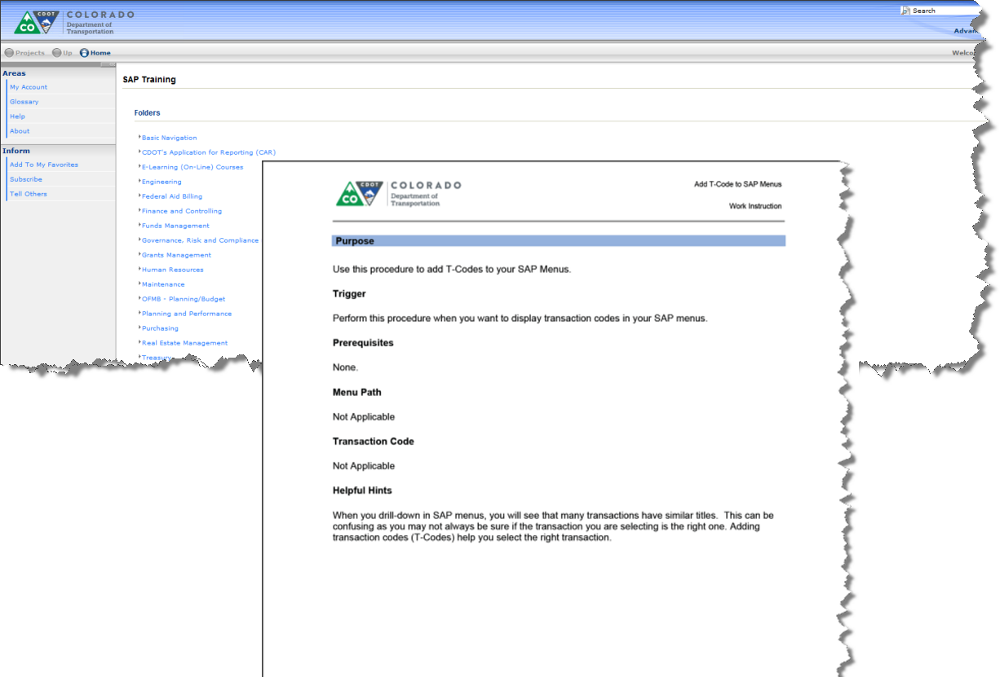 CDOT
CO
COLORADO
Department of
Transportation
Search
Projects Up Home
Areas
My Account
Glossary
Help
About
Inform
Add To My Favorites
Subscribe
Tell Others
SAP Training
Folders
Basic Navigation
CDOT's Application for Reporting (CAR)
E-Learning (On-Line) Courses
Engineering
Federal Aid Billing
Finance and Controlling
Funds Management
Governance, Risk and Compliance
Grants Management
Human Resources
Maintenance
OFMB - Planning/Budget
Planning and Performance
Purchasing
Real Estate Management
Treasury
CDOT
CO
COLORADO
Department of
Transportation
Add T-Code to SAP Menus
Work Instruction
Purpose
Use this procedure to add T-Codes to your SAP Menus.
Trigger
Perform this procedure when you want to display transaction codes in your SAP menus.
Prerequisites
None.
Menu Path
Not Applicable
Transaction Code
Not Applicable
Helpful Hints
When you drill-down in SAP menus, you will see that many transactions have similar titles. This can be
confusing as you may not always be sure if the transaction you are selecting is the right one. Adding
transaction codes (T-Codes) help you select the right transaction.